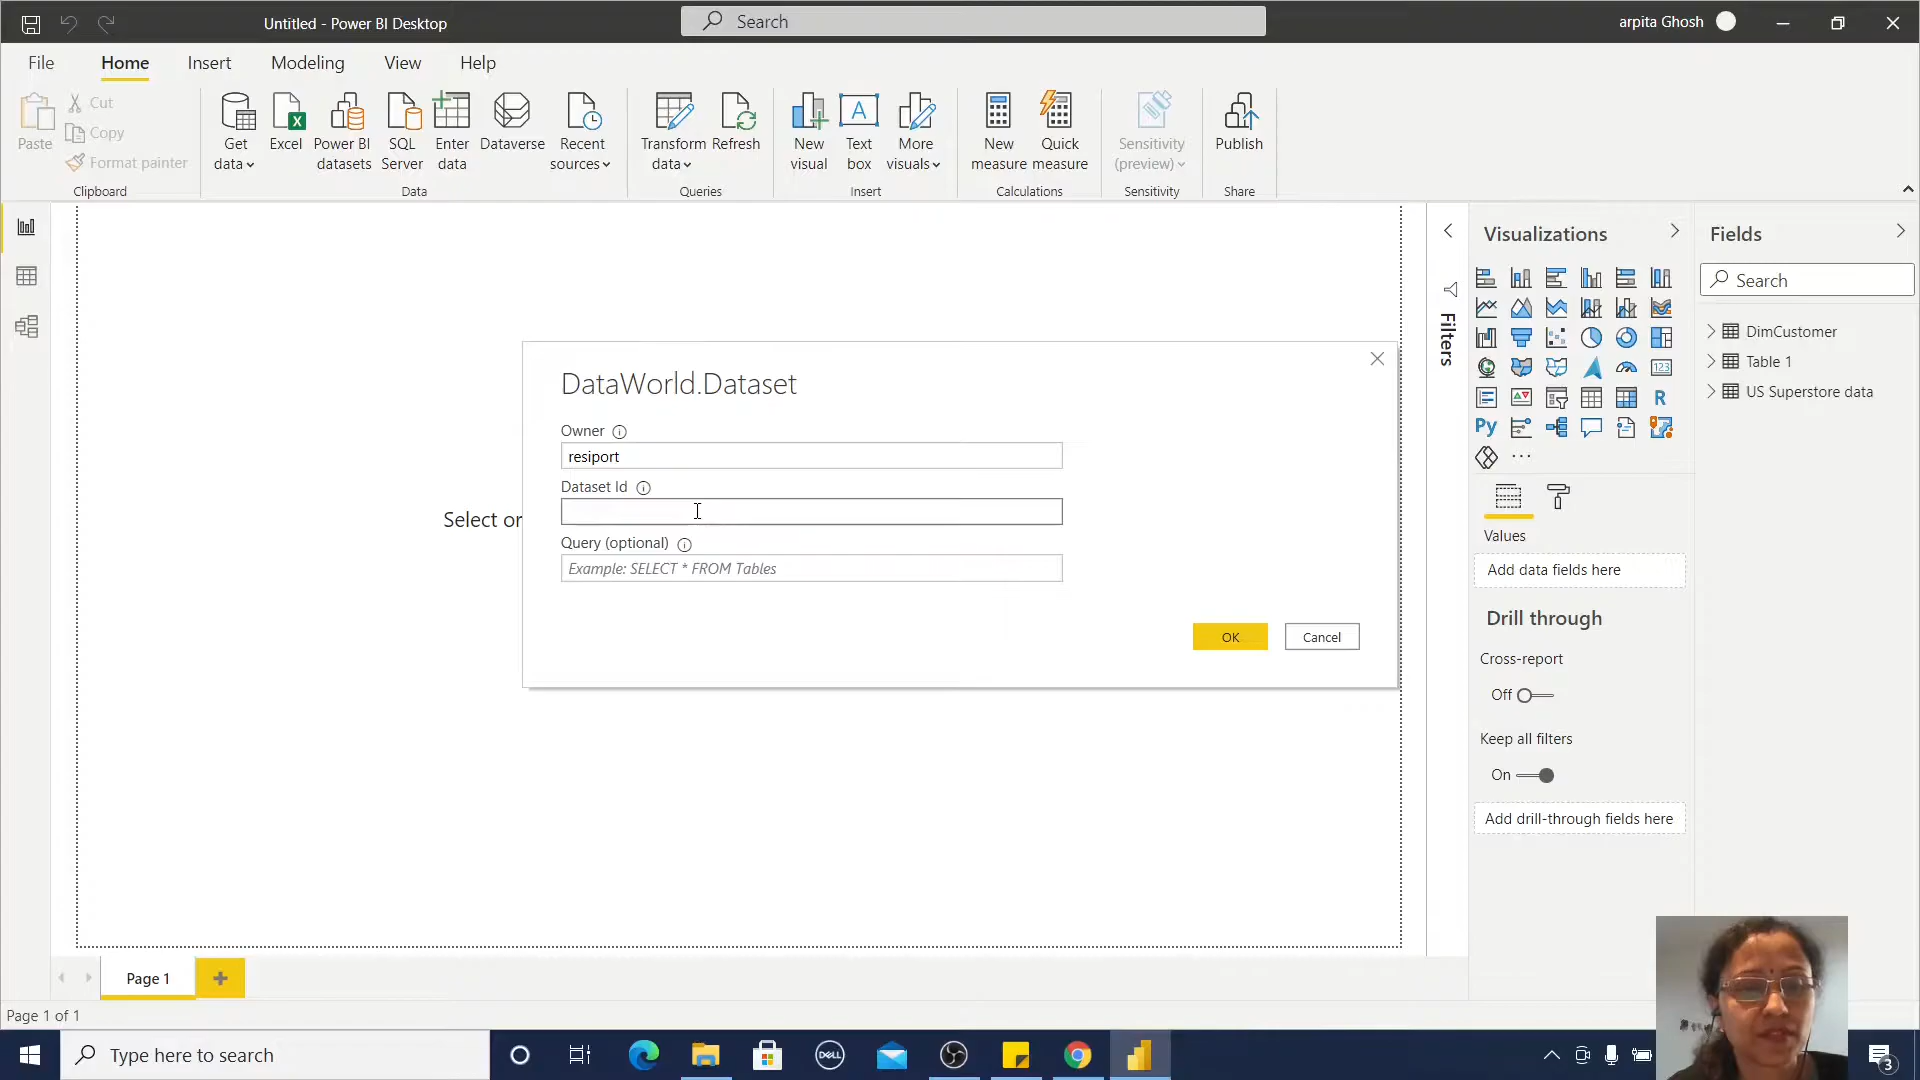 Untitled - Power BI Desktop
Search
arpita Ghosh
File
Home
Insert
Modeling
View
Help
Paste
Cut
Copy
Format painter
Clipboard
Get data
Excel
Power BI datasets
SQL Server
Enter data
Dataverse
Recent sources
Data
Transform data
Refresh
Queries
New visual
Text box
More visuals
Insert
New measure
Quick measure
Calculations
Sensitivity (preview)
Sensitivity
Publish
Share
Select or
DataWorld.Dataset
Owner
resiport
Dataset Id
Query (optional)
Example: SELECT * FROM Tables
OK
Cancel
Filters
Visualizations
123
R
Py
Values
Add data fields here
Drill through
Cross-report
Off
Keep all filters
On
Add drill-through fields here
Fields
Search
DimCustomer
Table 1
US Superstore data
Page 1
Page 1 of 1
Type here to search
DELL
3